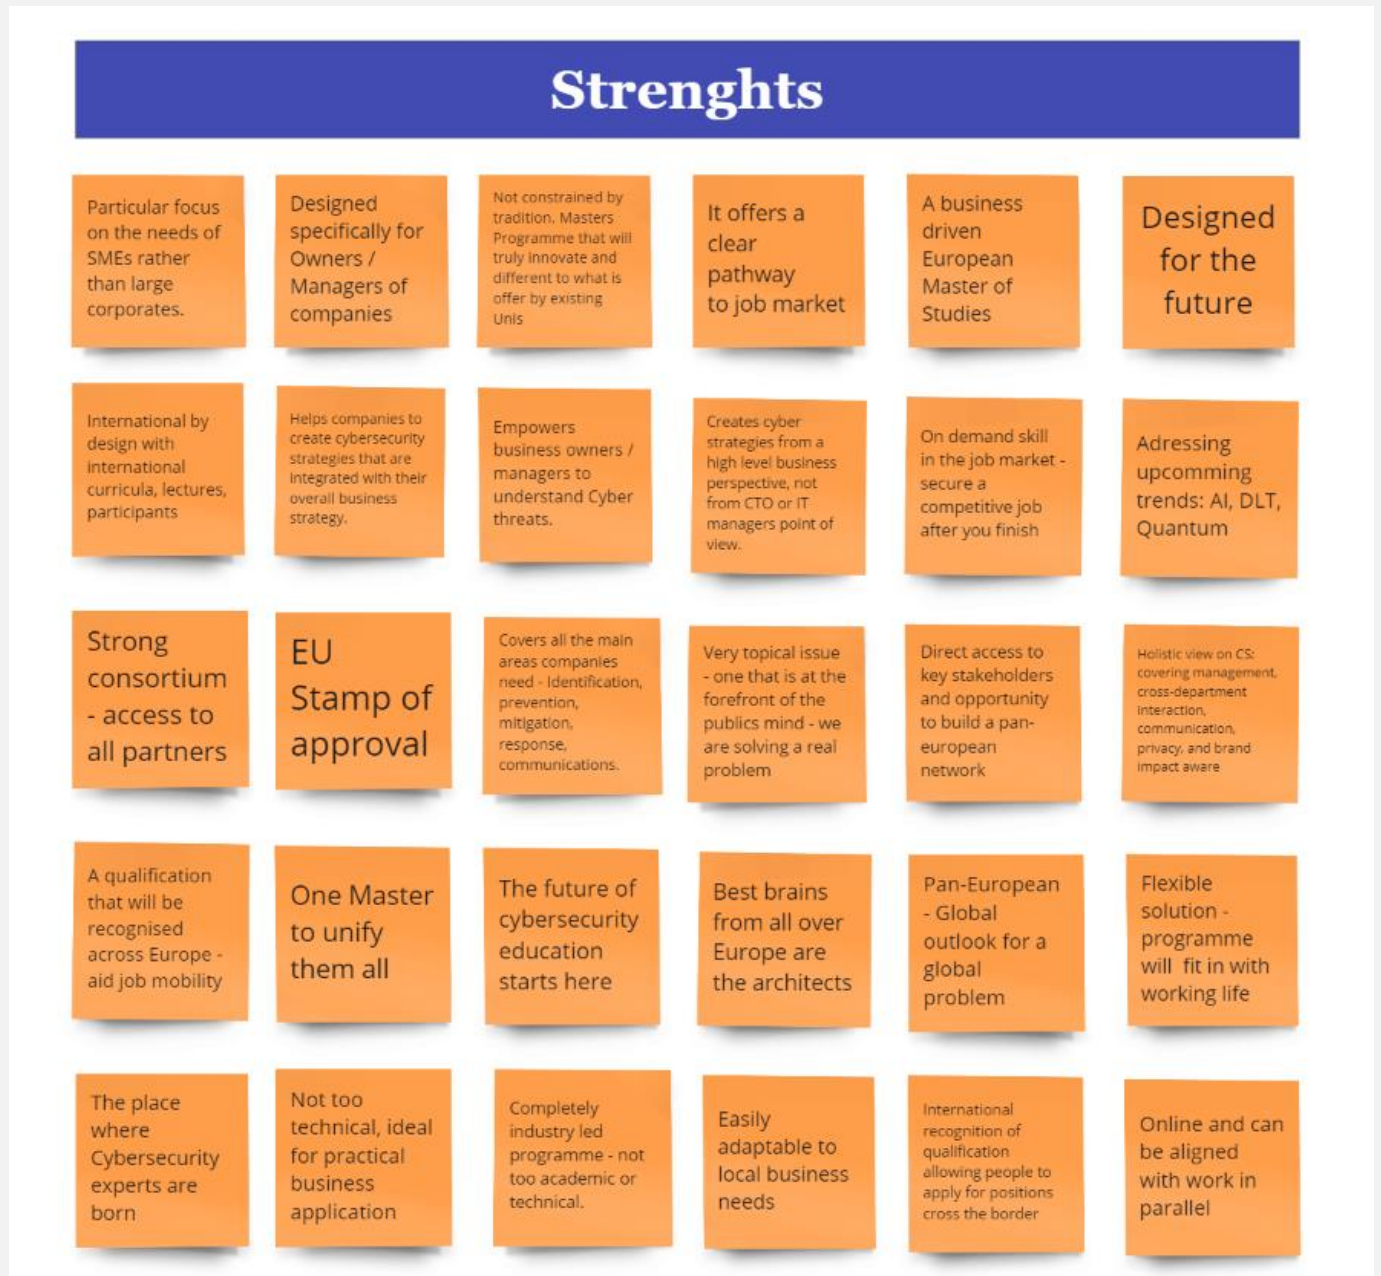 Strenghts
Particular focus
on the needs of
SMEs rather
than large
corporates.
Designed
specifically for
Owners /
Managers of
companies
Not constrained by
tradition. Masters
Programme that will
truly innovate and
different to what is
offer by existing
Unis
It offers a
clear
pathway
to job market
A business
driven
European
Master of
Studies
Designed
for the
future
International by
design with
international
curricula, lectures,
participants
Helps companies to
create cybersecurity
strategies that are
integrated with their
overall business
strategy.
Empowers
business owners /
managers to
understand Cyber
threats.
Creates cyber
strategies from a
high level business
perspective, not
from CTO or IT
managers point of
view.
On demand skill
in the job market -
secure a
competitive job
after you finish
Adressing
upcomming
trends: AI, DLT,
Quantum
Strong
consortium
- access to
all partners
EU
Stamp of
approval
Covers all the main
areas companies
need - Identification,
prevention,
mitigation,
response,
communications.
Very topical issue
- one that is at the
forefront of the
publics mind - we
are solving a real
problem
Direct access to
key stakeholders
and opportunity
to build a pan-
european
network
Holistic view on CS:
covering management,
cross-department
interaction,
communication,
privacy, and brand
impact aware
A qualification
that will be
recognised
across Europe -
aid job mobility
One Master
to unify
them all
The future of
cybersecurity
education
starts here
Best brains
from all over
Europe are
the architects
Pan-European
- Global
outlook for a
global
problem
Flexible
solution -
programme
will fit in with
working life
The place
where
Cybersecurity
experts are
born
Not too
technical, ideal
for practical
business
application
Completely
industry led
programme - not
too academic or
technical.
Easily
adaptable to
local business
needs
International
recognition of
qualification
allowing people to
apply for positions
cross the border
Online and can
be aligned
with work in
parallel